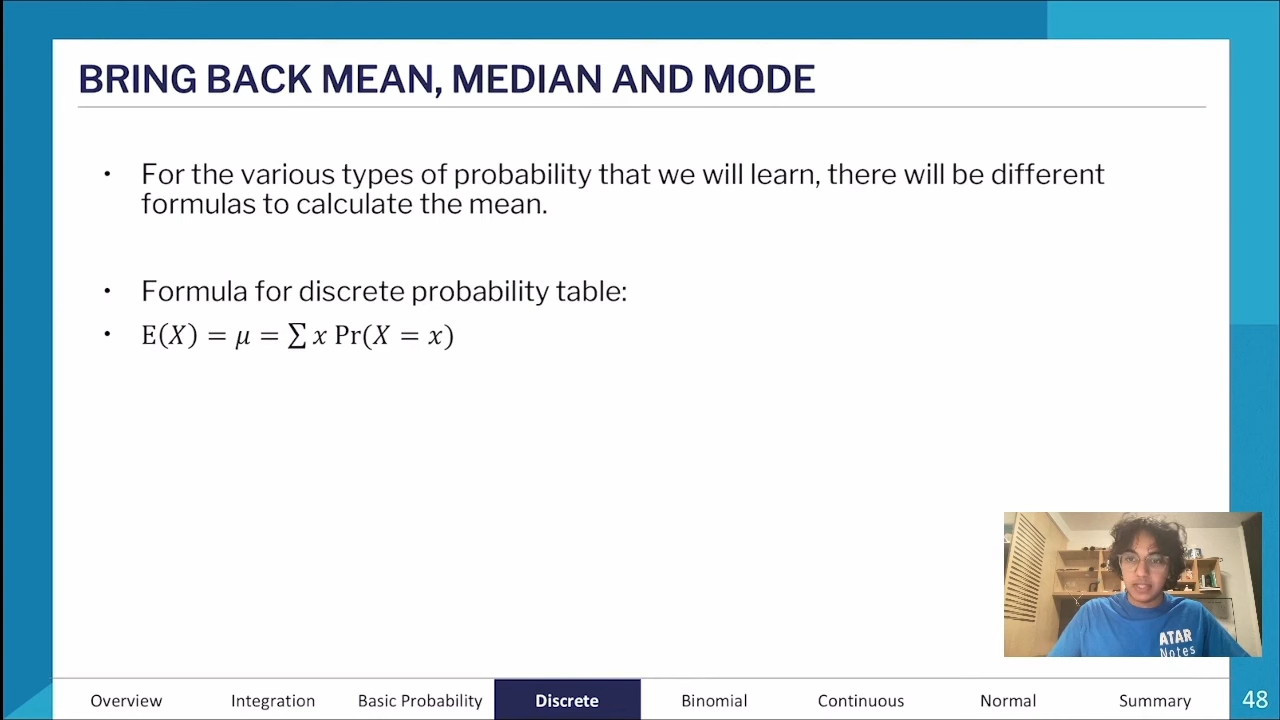 BRING BACK MEAN, MEDIAN AND MODE
• For the various types of probability that we will learn, there will be different
formulas to calculate the mean.
• Formula for discrete probability table:
• E(X) = μ = ∑ x Pr(X = x)
ATAR
Notes
Overview Integration Basic Probability Discrete Binomial Continuous Normal Summary
48